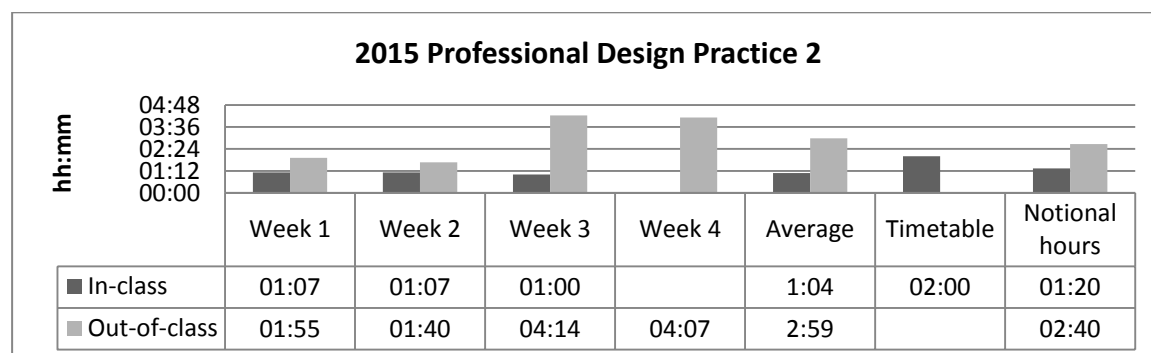 2015 Professional Design Practice 2
hh:mm
04:48
03:36
02:24
01:12
00:00
Week 1 Week 2 Week 3 Week 4 Average Timetable Notional hours
In-class 01:07 01:07 01:00 1:04 02:00 01:20
Out-of-class 01:55 01:40 04:14 04:07 2:59 02:40